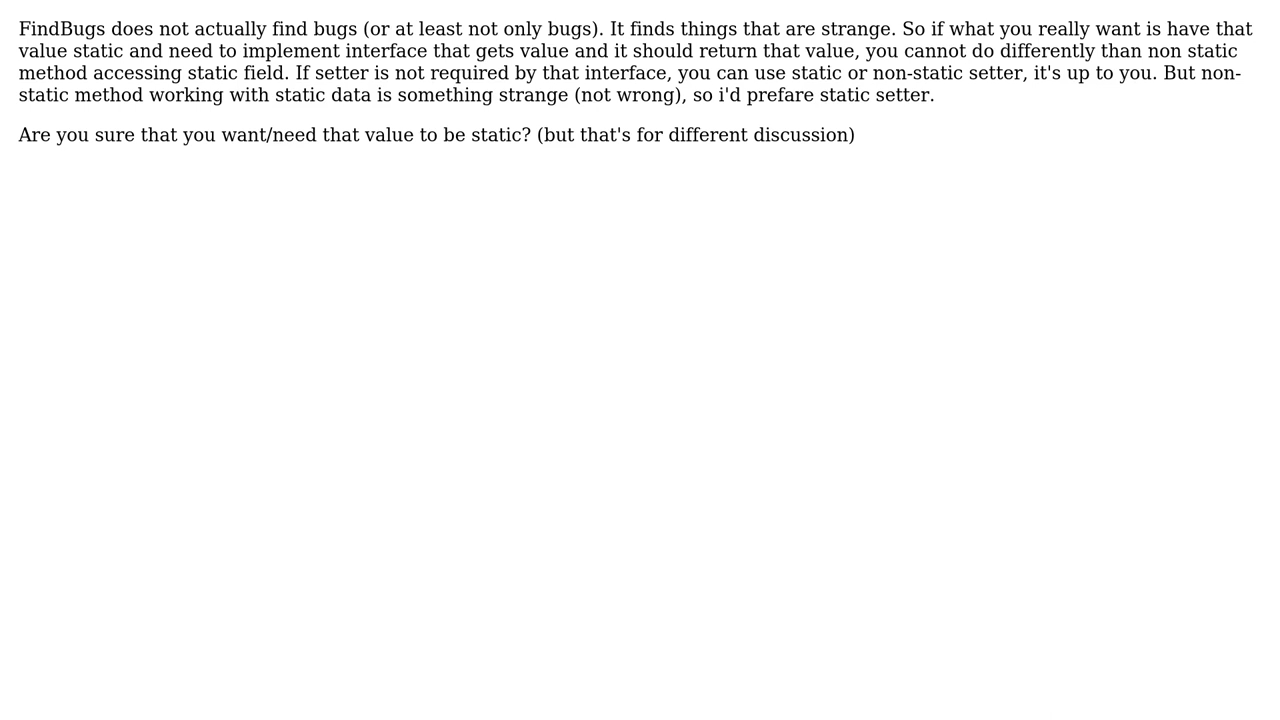 FindBugs does not actually find bugs (or at least not only bugs). It finds things that are strange. So if what you really want is have that
value static and need to implement interface that gets value and it should return that value, you cannot do differently than non static
method accessing static field. If setter is not required by that interface, you can use static or non-static setter, it's up to you. But non-
static method working with static data is something strange (not wrong), so i'd prefare static setter.
Are you sure that you want/need that value to be static? (but that's for different discussion)